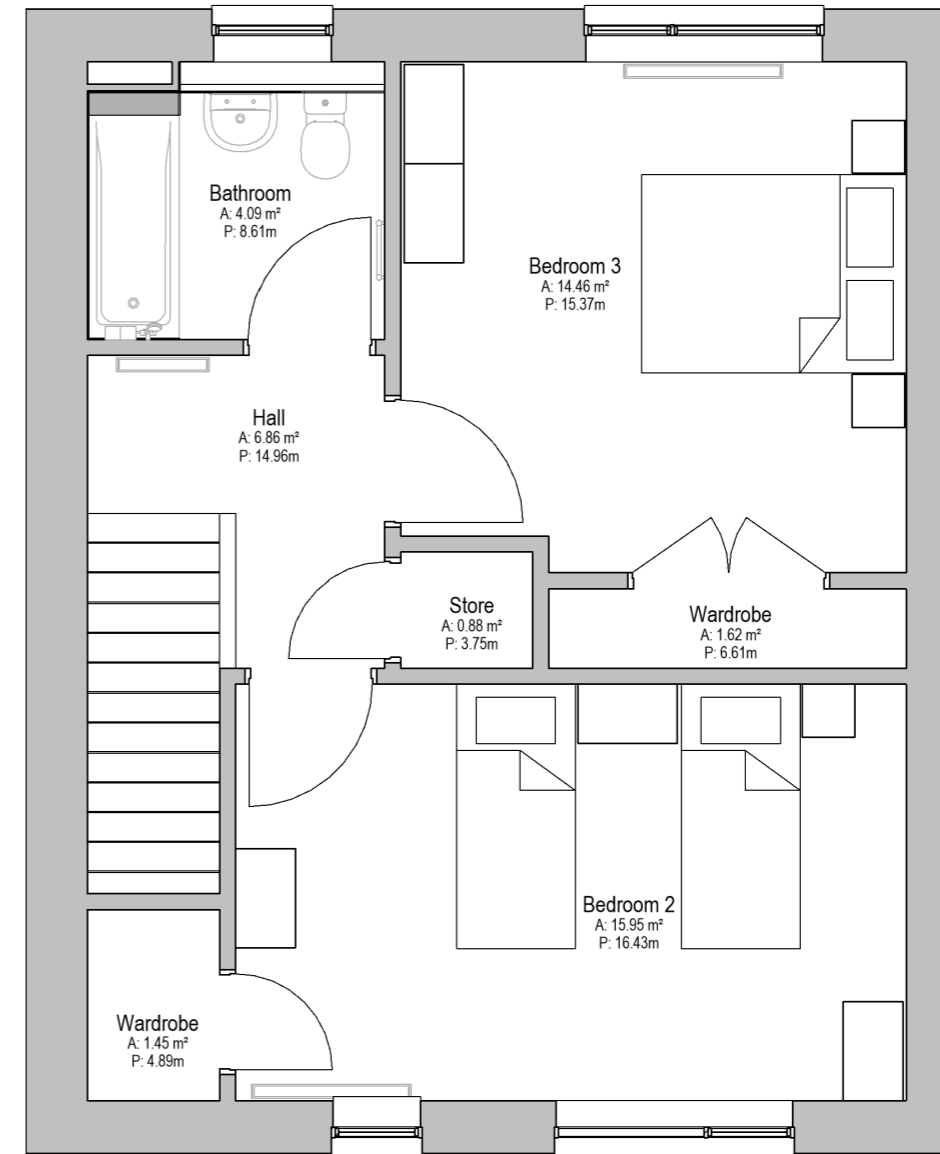 Bathroom
A: 4.09 m²
P: 8.61m
Bedroom 3
A: 14.46 m²
P: 15.37m
Hall
A: 6.86 m²
P: 14.96m
Store
A: 0.88 m²
P: 3.75m
Wardrobe
A: 1.62 m²
P: 6.61m
Bedroom 2
A: 15.95 m²
P: 16.43m
Wardrobe
A: 1.45 m²
P: 4.89m